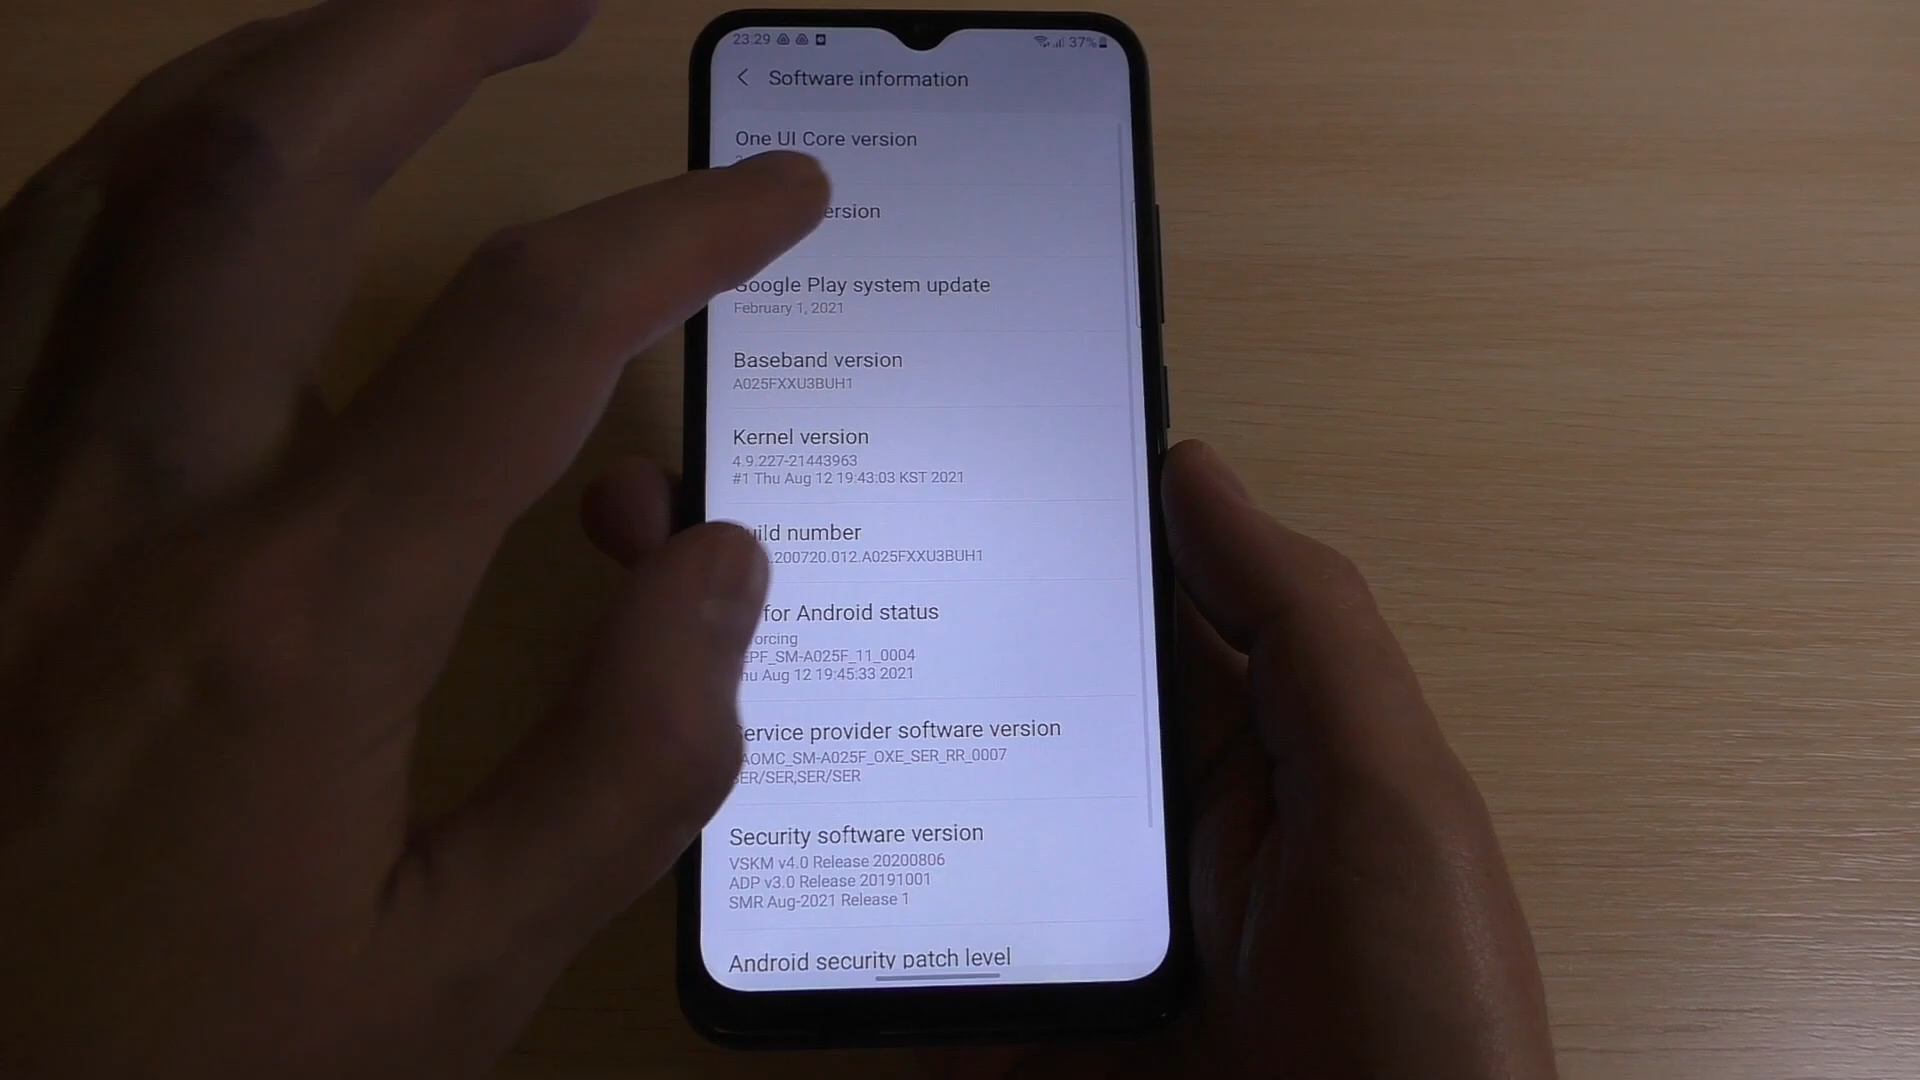 23:29 37%
Software information
One UI Core version
ersion
Google Play system update
February 1, 2021
Baseband version
A025FXXU3BUH1
Kernel version
4.9.227-21443963
#1 Thu Aug 12 19:43:03 KST 2021
uild number
.200720.012.A025FXXU3BUH1
for Android status
orcing
EPF_SM-A025F_11_0004
hu Aug 12 19:45:33 2021
Service provider software version
AOMC_SM-A025F_OXE_SER_RR_0007
SER/SER,SER/SER
Security software version
VSKM v4.0 Release 20200806
ADP v3.0 Release 20191001
SMR Aug-2021 Release 1
Android security patch level